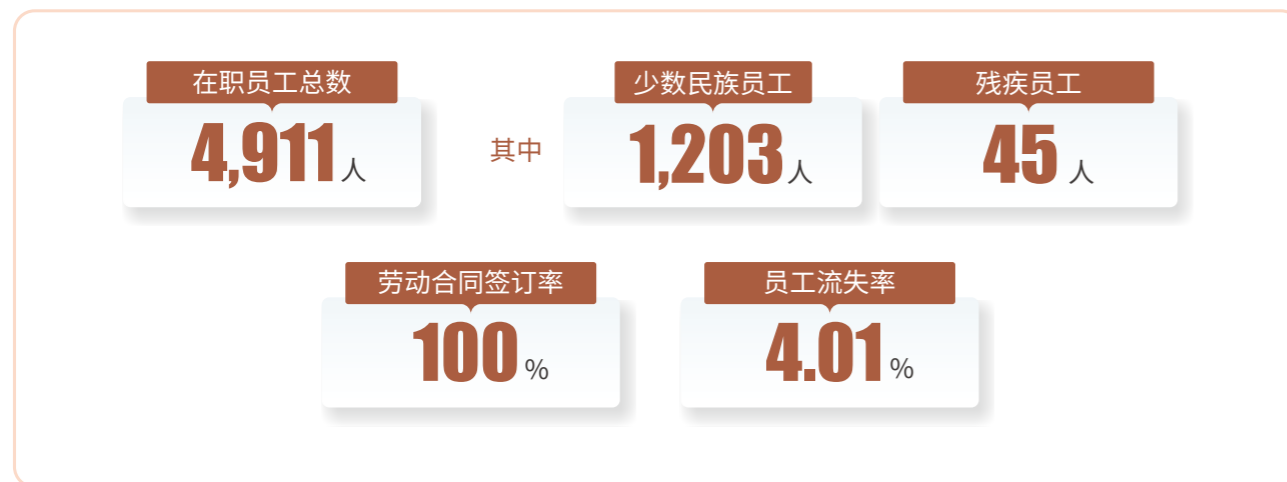 在职员工总数
4,911人
其中
少数民族员工
1,203人
残疾员工
45人
劳动合同签订率
100%
员工流失率
4.01%